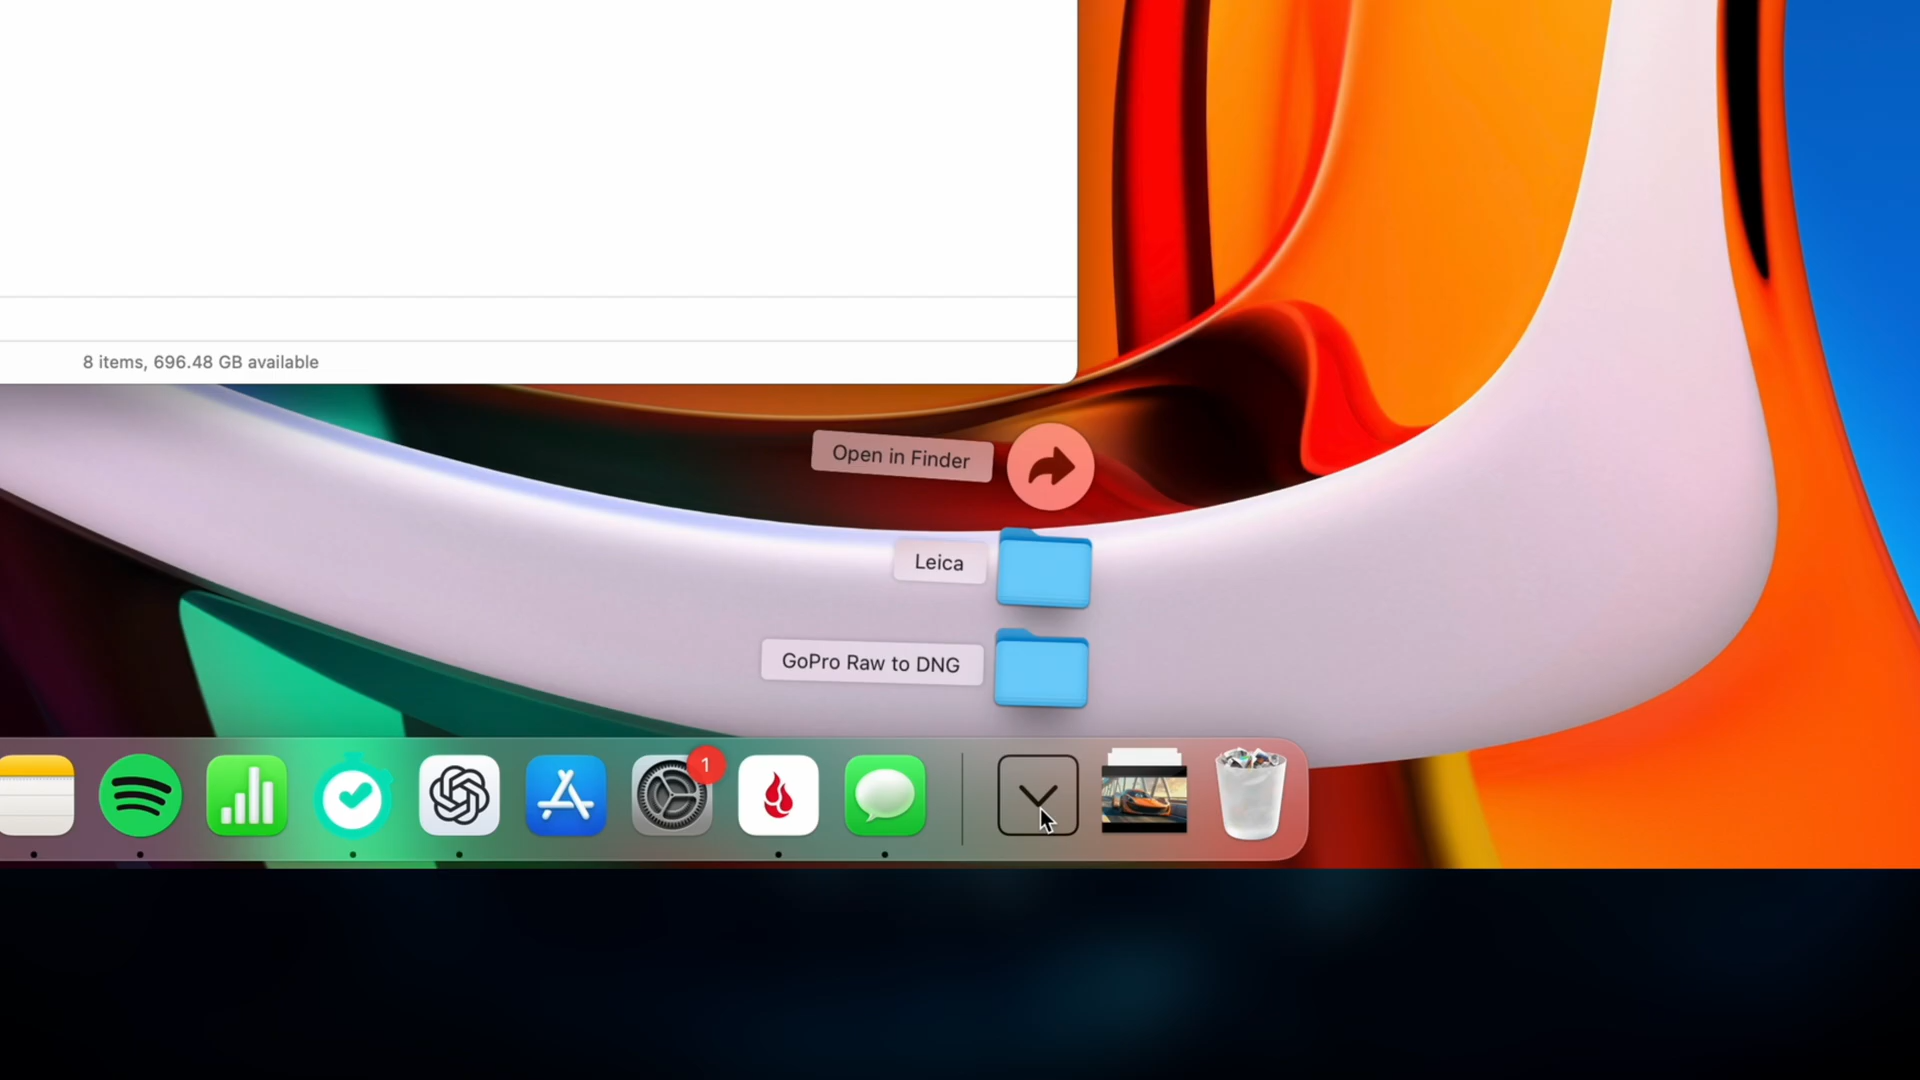 8 items, 696.48 GB available
Open in Finder
Leica
GoPro Raw to DNG
1